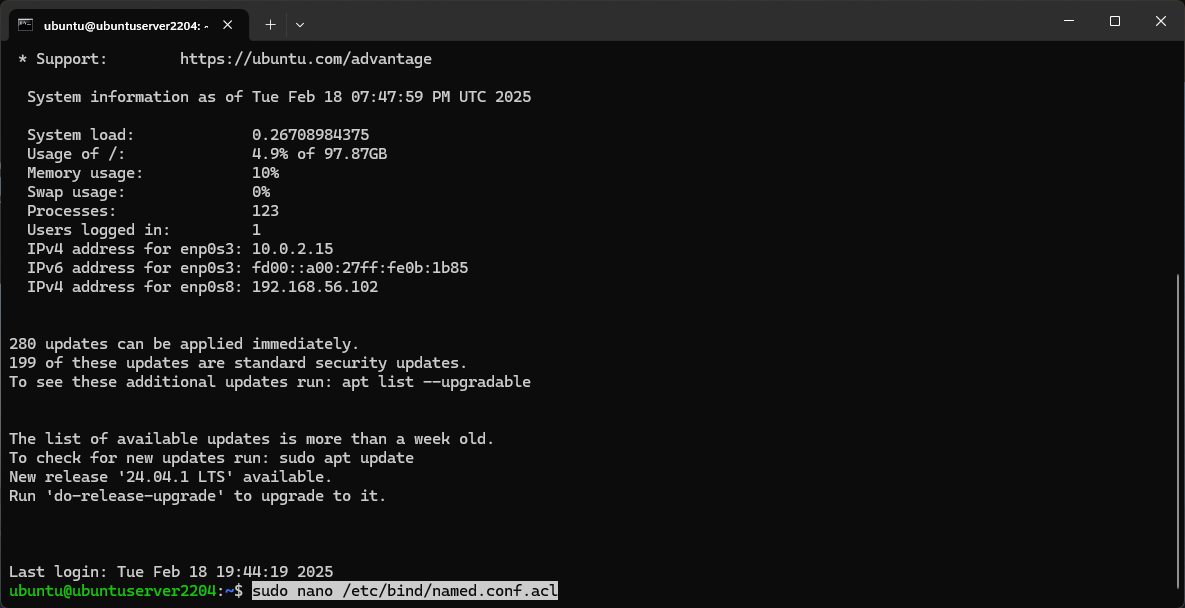 ubuntu@ubuntuserver2204: ~
* Support:        https://ubuntu.com/advantage
System information as of Tue Feb 18 07:47:59 PM UTC 2025
System load:             0.26708984375
Usage of /:              4.9% of 97.87GB
Memory usage:            10%
Swap usage:              0%
Processes:               123
Users logged in:         1
IPv4 address for enp0s3: 10.0.2.15
IPv6 address for enp0s3: fd00::a00:27ff:fe0b:1b85
IPv4 address for enp0s8: 192.168.56.102
280 updates can be applied immediately.
199 of these updates are standard security updates.
To see these additional updates run: apt list --upgradable
The list of available updates is more than a week old.
To check for new updates run: sudo apt update
New release '24.04.1 LTS' available.
Run 'do-release-upgrade' to upgrade to it.
Last login: Tue Feb 18 19:44:19 2025
ubuntu@ubuntuserver2204:~$ sudo nano /etc/bind/named.conf.acl